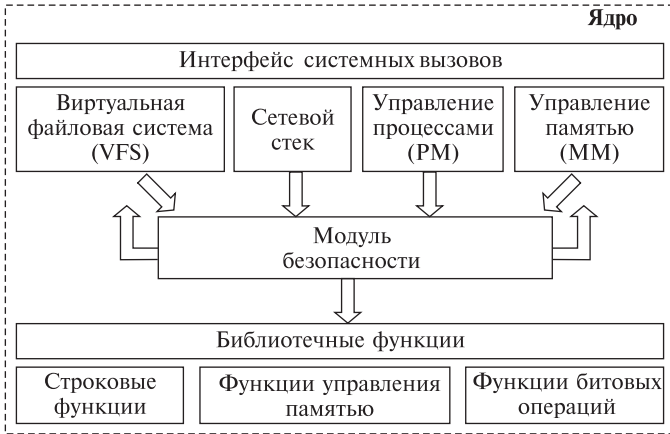 Ядро
Интерфейс системных вызовов
Виртуальная
файловая система
(VFS)
Сетевой
стек
Управление
процессами
(PM)
Управление
памятью
(MM)
Модуль
безопасности
Библиотечные функции
Строковые
функции
Функции управления
памятью
Функции битовых
операций